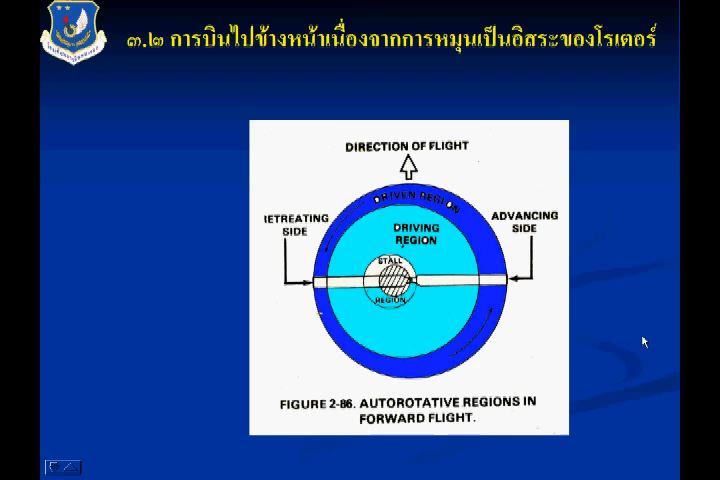 ๓.๒ การบินไปข้างหน้าเนื่องจากการหมุนเป็นอิสระของโรเตอร์
DIRECTION OF FLIGHT
DRIVEN REGION
ETREATING
SIDE
DRIVING
REGION
ADVANCING
SIDE
STALL
REGION
FIGURE 2-86. AUTOROTATIVE REGIONS IN
FORWARD FLIGHT.